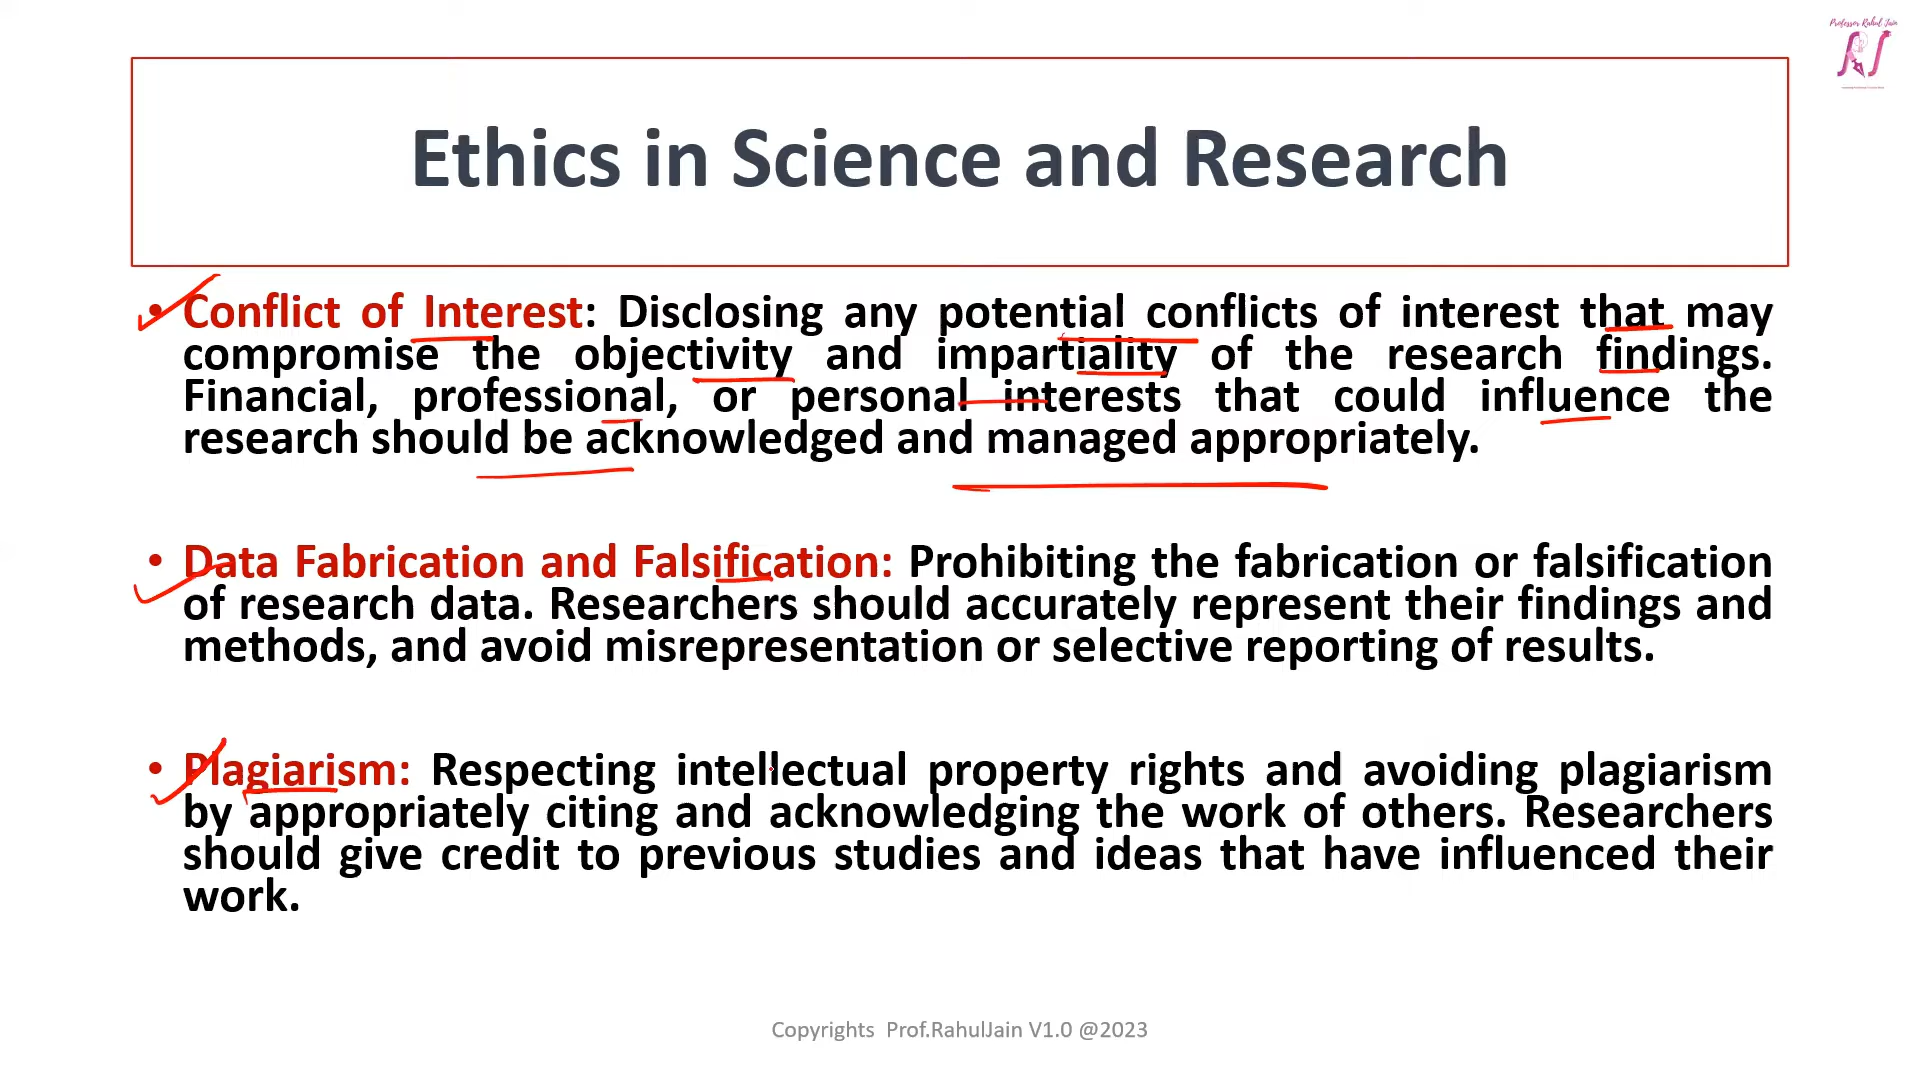 Professor Rahul Jain
Ethics in Science and Research
• Conflict of Interest: Disclosing any potential conflicts of interest that may
compromise the objectivity and impartiality of the research findings.
Financial, professional, or personal interests that could influence the
research should be acknowledged and managed appropriately.
• Data Fabrication and Falsification: Prohibiting the fabrication or falsification
of research data. Researchers should accurately represent their findings and
methods, and avoid misrepresentation or selective reporting of results.
• Plagiarism: Respecting intellectual property rights and avoiding plagiarism
by appropriately citing and acknowledging the work of others. Researchers
should give credit to previous studies and ideas that have influenced their
work.
Copyrights Prof.RahulJain V1.0 @2023